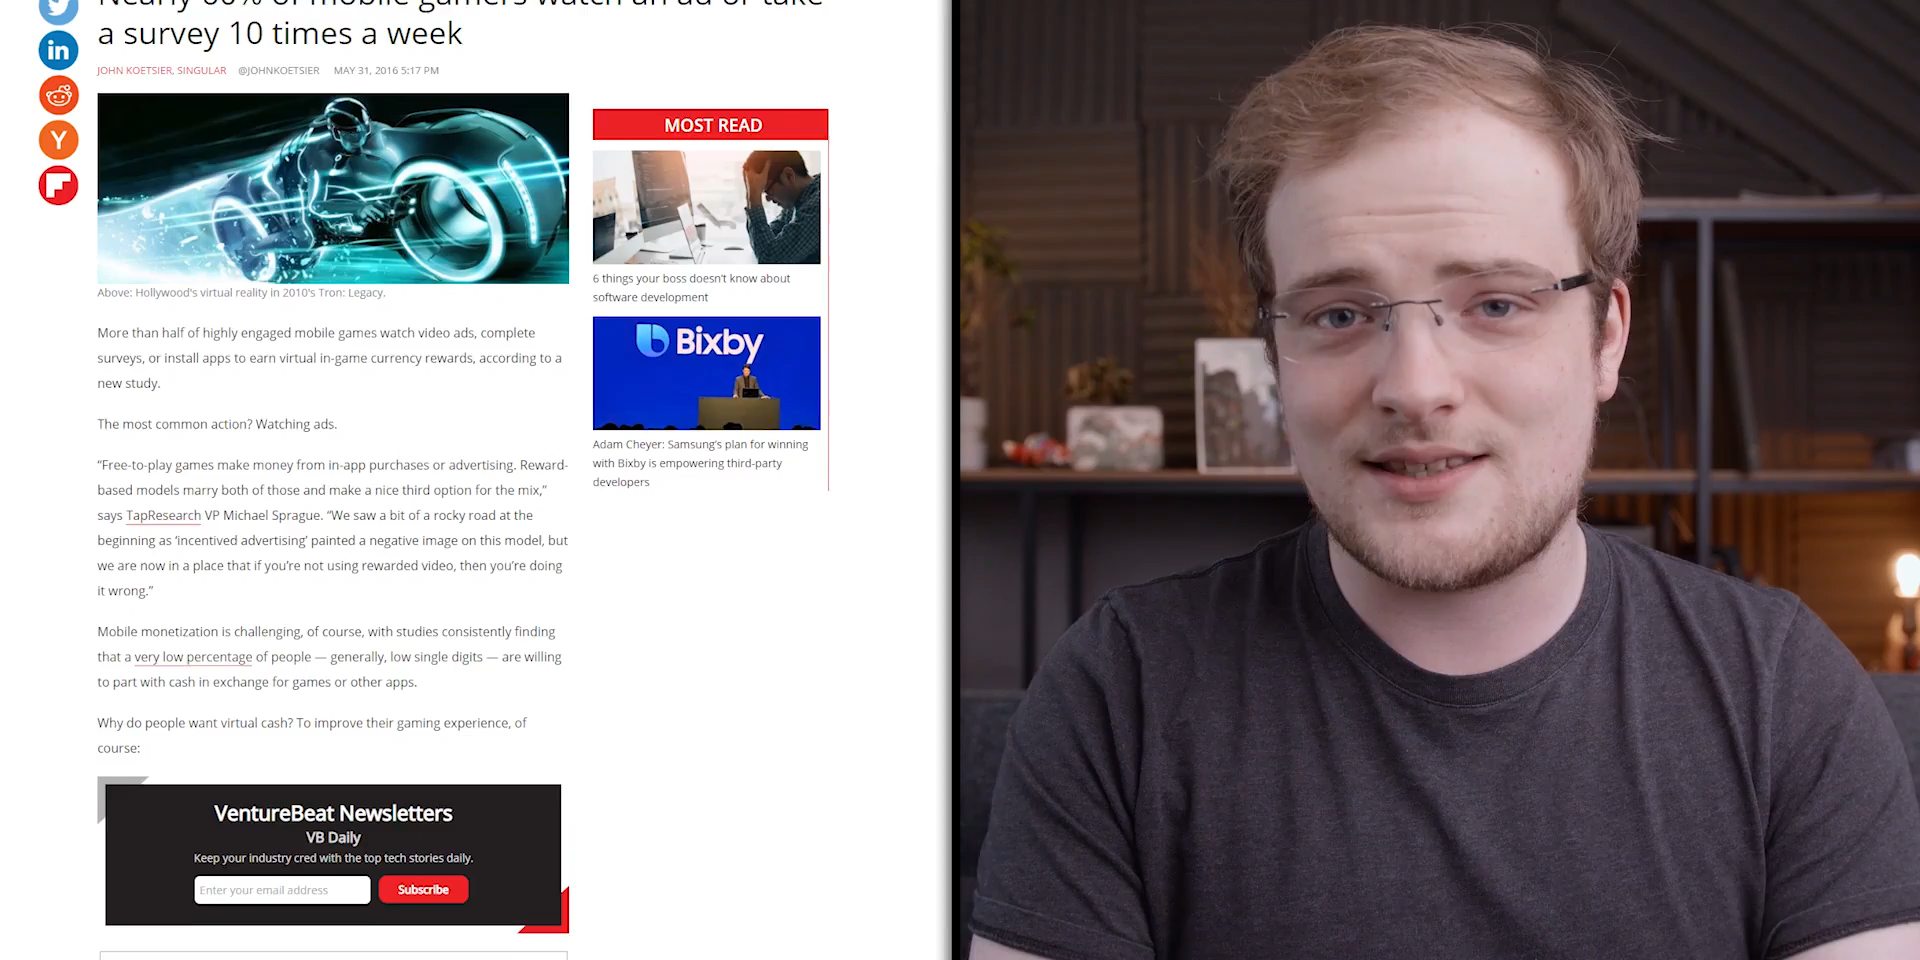 Nearly 60% of mobile gamers watch an ad or take
a survey 10 times a week
JOHN KOETSIER, SINGULAR @JOHNKOETSIER MAY 31, 2016 5:17 PM
in
Y
Above: Hollywood's virtual reality in 2010's Tron: Legacy.
More than half of highly engaged mobile games watch video ads, complete
surveys, or install apps to earn virtual in-game currency rewards, according to a
new study.
The most common action? Watching ads.
“Free-to-play games make money from in-app purchases or advertising. Reward-
based models marry both of those and make a nice third option for the mix,”
says TapResearch VP Michael Sprague. “We saw a bit of a rocky road at the
beginning as ‘incentived advertising’ painted a negative image on this model, but
we are now in a place that if you’re not using rewarded video, then you’re doing
it wrong.”
Mobile monetization is challenging, of course, with studies consistently finding
that a very low percentage of people — generally, low single digits — are willing
to part with cash in exchange for games or other apps.
Why do people want virtual cash? To improve their gaming experience, of
course:
VentureBeat Newsletters
VB Daily
Keep your industry cred with the top tech stories daily.
Enter your email address Subscribe
MOST READ
6 things your boss doesn’t know about
software development
Bixby
Adam Cheyer: Samsung’s plan for winning
with Bixby is empowering third-party
developers